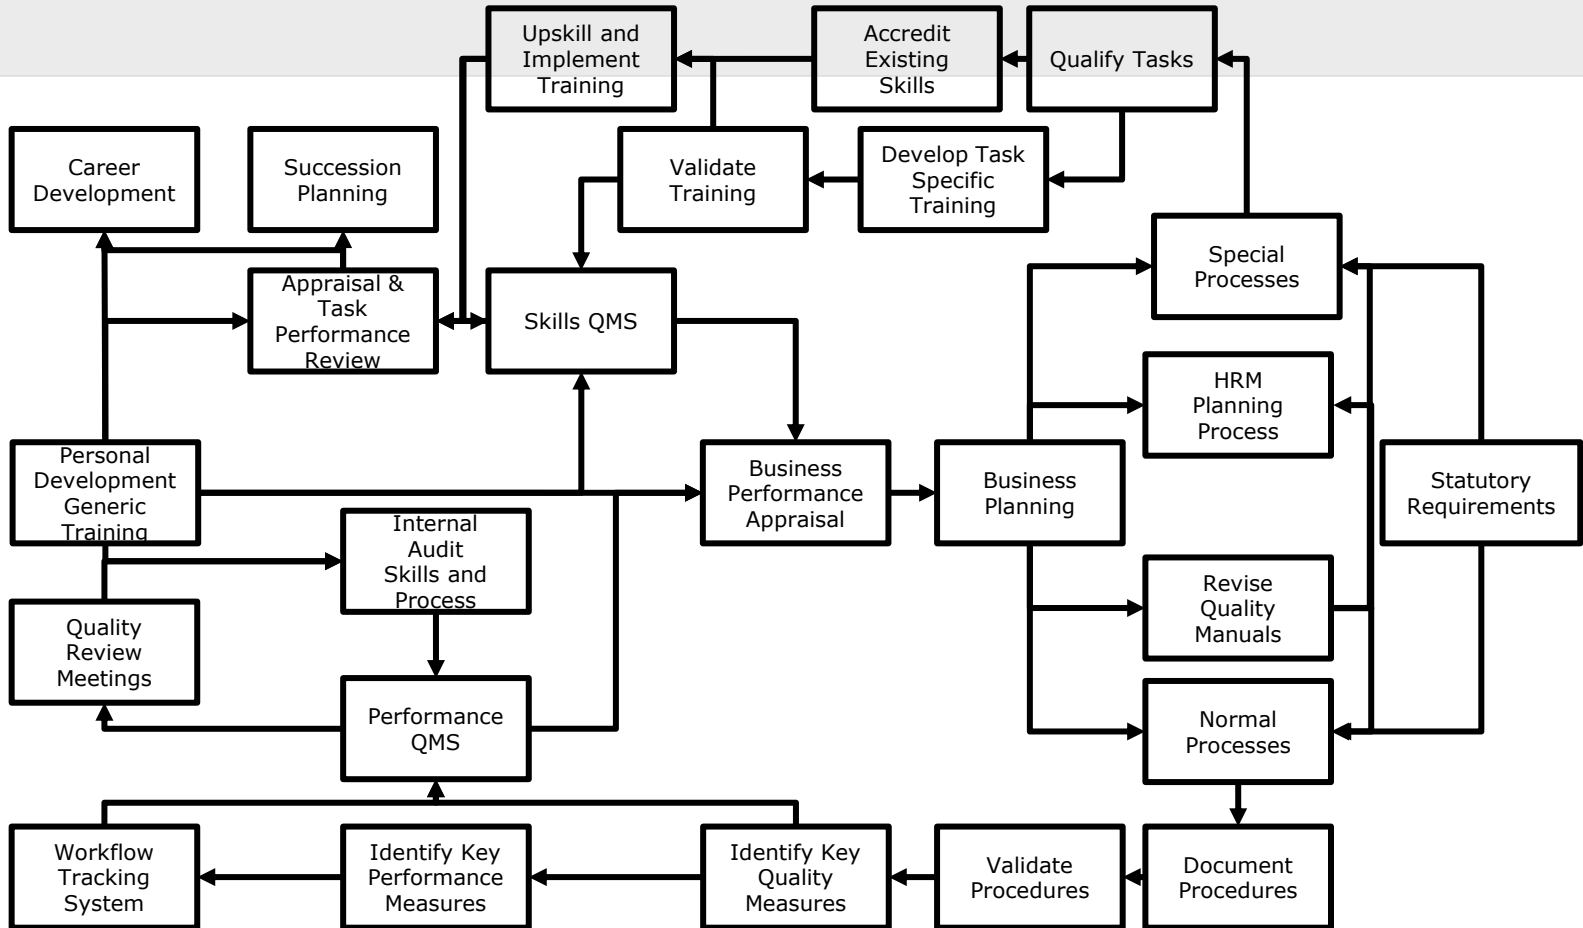 Upskill and
Implement
Training
Accredit
Existing
Skills
Qualify Tasks
Career
Development
Succession
Planning
Validate
Training
Develop Task
Specific
Training
Special
Processes
Appraisal &
Task
Performance
Review
Skills QMS
HRM
Planning
Process
Personal
Development
Generic
Training
Business
Performance
Appraisal
Business
Planning
Statutory
Requirements
Internal
Audit
Skills and
Process
Revise
Quality
Manuals
Quality
Review
Meetings
Performance
QMS
Normal
Processes
Workflow
Tracking
System
Identify Key
Performance
Measures
Identify Key
Quality
Measures
Validate
Procedures
Document
Procedures